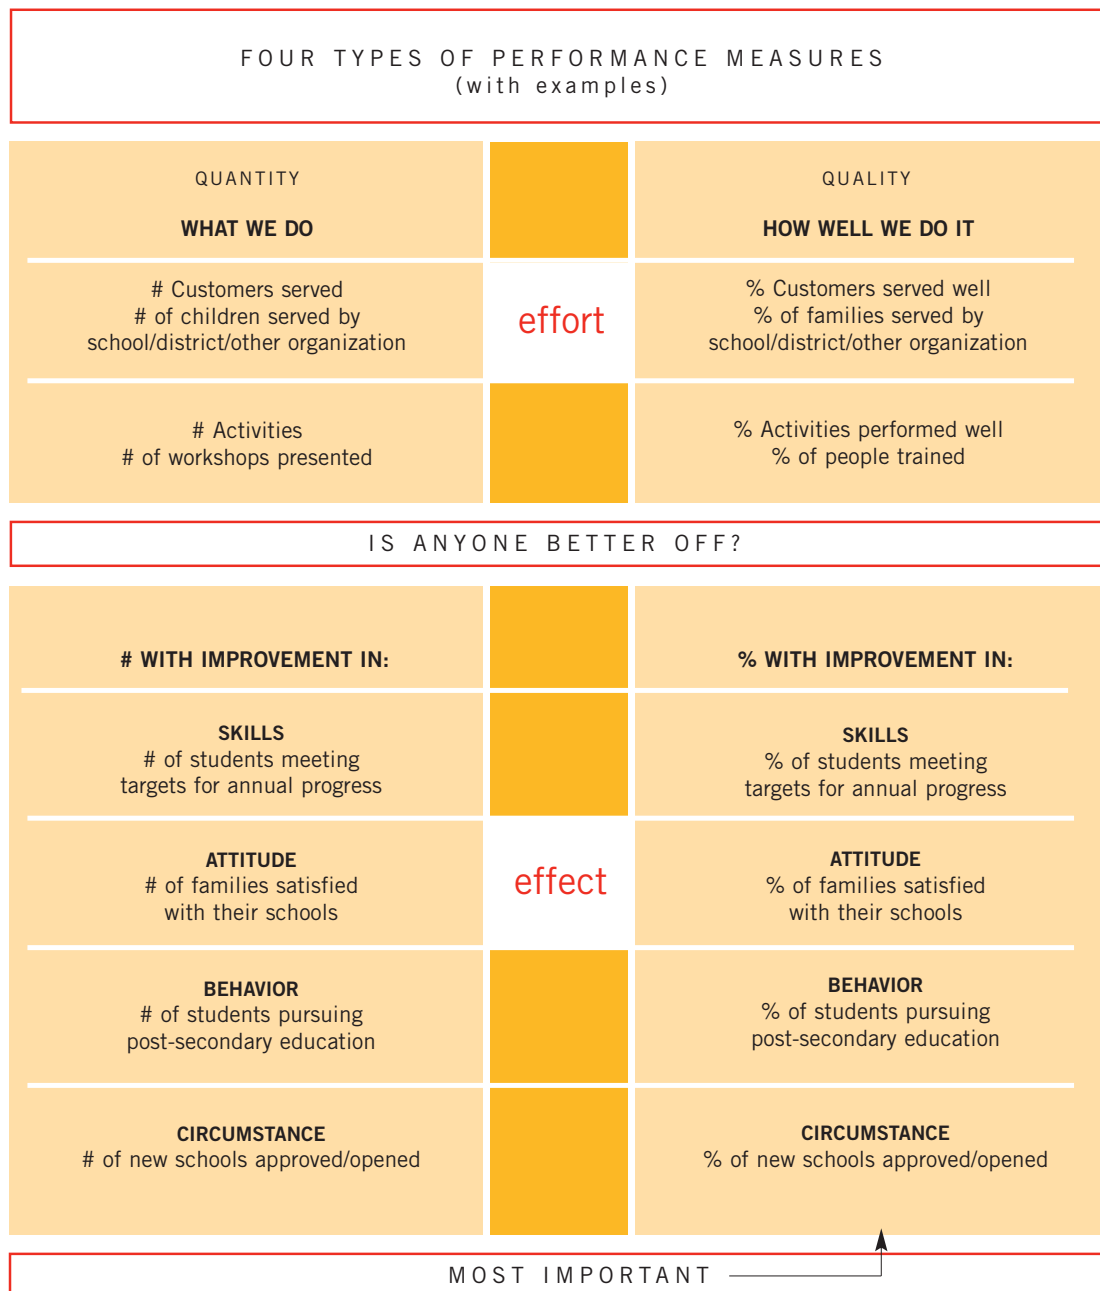 FOUR TYPES OF PERFORMANCE MEASURES
(with examples)
QUANTITY
WHAT WE DO
# Customers served
# of children served by
school/district/other organization
# Activities
# of workshops presented
effort
QUALITY
HOW WELL WE DO IT
% Customers served well
% of families served by
school/district/other organization
% Activities performed well
% of people trained
IS ANYONE BETTER OFF?
# WITH IMPROVEMENT IN:
SKILLS
# of students meeting
targets for annual progress
ATTITUDE
# of families satisfied
with their schools
BEHAVIOR
# of students pursuing
post-secondary education
CIRCUMSTANCE
# of new schools approved/opened
effect
% WITH IMPROVEMENT IN:
SKILLS
% of students meeting
targets for annual progress
ATTITUDE
% of families satisfied
with their schools
BEHAVIOR
% of students pursuing
post-secondary education
CIRCUMSTANCE
% of new schools approved/opened
MOST IMPORTANT